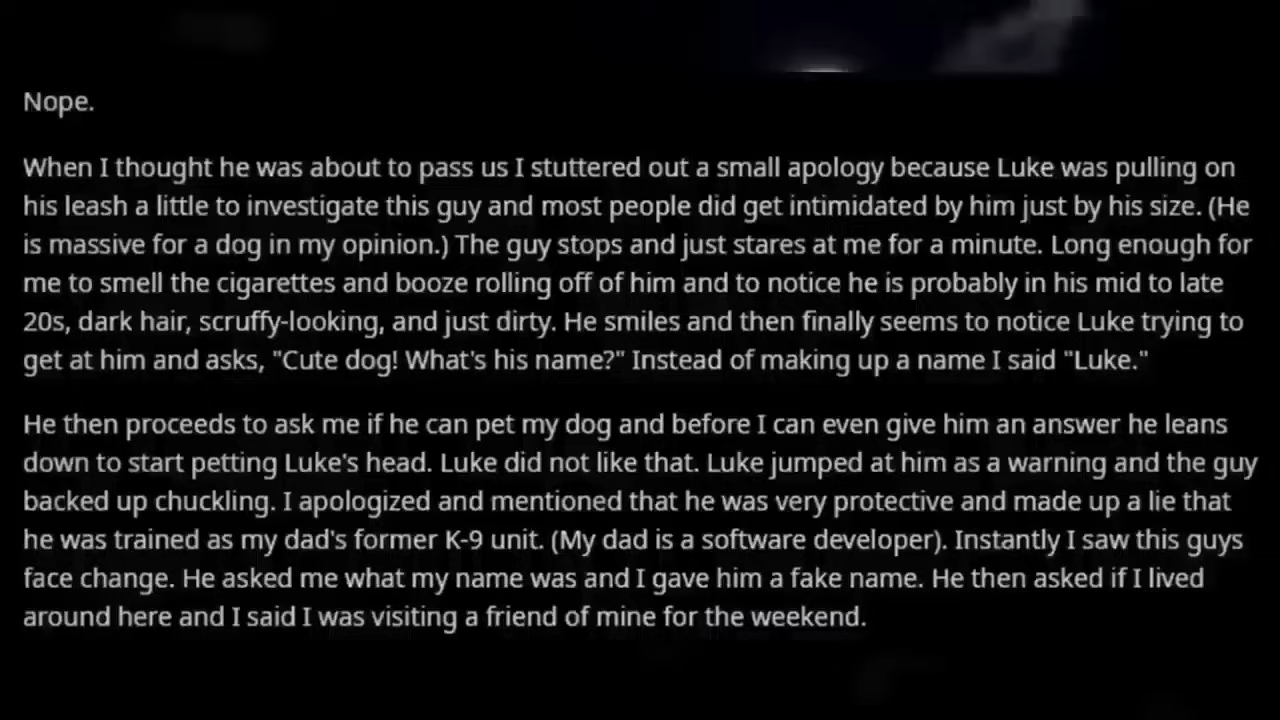 Nope.
When I thought he was about to pass us I stuttered out a small apology because Luke was pulling on
his leash a little to investigate this guy and most people did get intimidated by him just by his size. (He
is massive for a dog in my opinion.) The guy stops and just stares at me for a minute. Long enough for
me to smell the cigarettes and booze rolling off of him and to notice he is probably in his mid to late
20s, dark hair, scruffy-looking, and just dirty. He smiles and then finally seems to notice Luke trying to
get at him and asks, "Cute dog! What's his name?" Instead of making up a name I said "Luke."
He then proceeds to ask me if he can pet my dog and before I can even give him an answer he leans
down to start petting Luke's head. Luke did not like that. Luke jumped at him as a warning and the guy
backed up chuckling. I apologized and mentioned that he was very protective and made up a lie that
he was trained as my dad's former K-9 unit. (My dad is a software developer). Instantly I saw this guys
face change. He asked me what my name was and I gave him a fake name. He then asked if I lived
around here and I said I was visiting a friend of mine for the weekend.